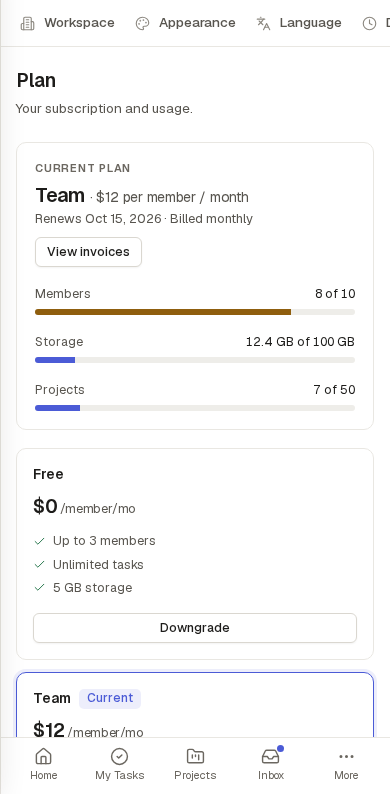 Workspace Appearance Language
Plan
Your subscription and usage.
CURRENT PLAN
Team · $12 per member / month
Renews Oct 15, 2026 · Billed monthly
View invoices
Members 8 of 10
Storage 12.4 GB of 100 GB
Projects 7 of 50
Free
$0 /member/mo
Up to 3 members
Unlimited tasks
5 GB storage
Downgrade
Team Current
$12 /member/mo
Home My Tasks Projects Inbox More